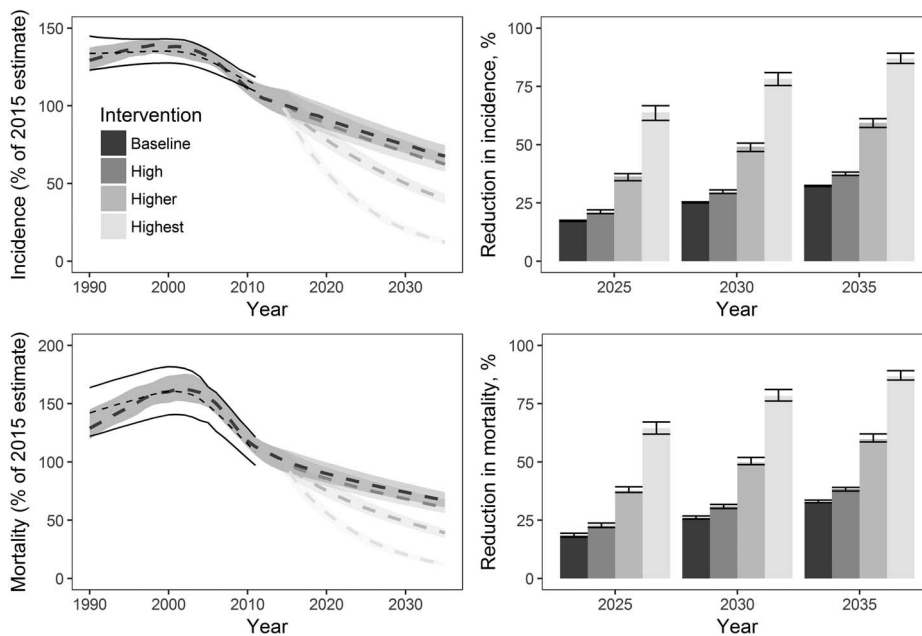 Incidence (% of 2015 estimate)
150
100
50
0
Intervention
Baseline
High
Higher
Highest
1990 2000 2010 2020 2030
Year
Reduction in incidence, %
100
75
50
25
0
2025 2030 2035
Year
Mortality (% of 2015 estimate)
200
150
100
50
0
1990 2000 2010 2020 2030
Year
Reduction in mortality, %
100
75
50
25
0
2025 2030 2035
Year